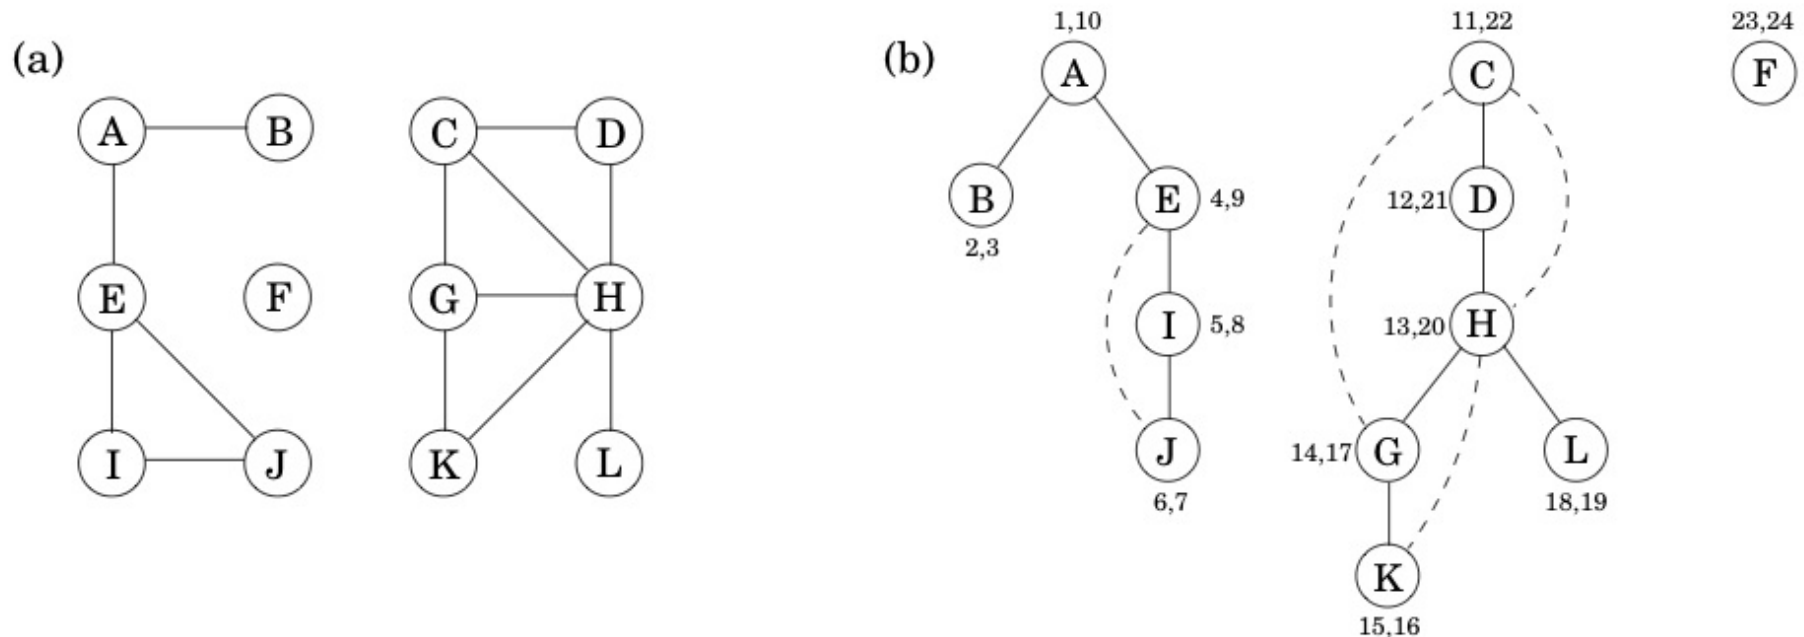 (a)
A
B
C
D
E
F
G
H
I
J
K
L
(b)
1,10
A
B
2,3
E
4,9
I
5,8
J
6,7
11,22
C
12,21
D
13,20
H
14,17
G
L
18,19
K
15,16
23,24
F